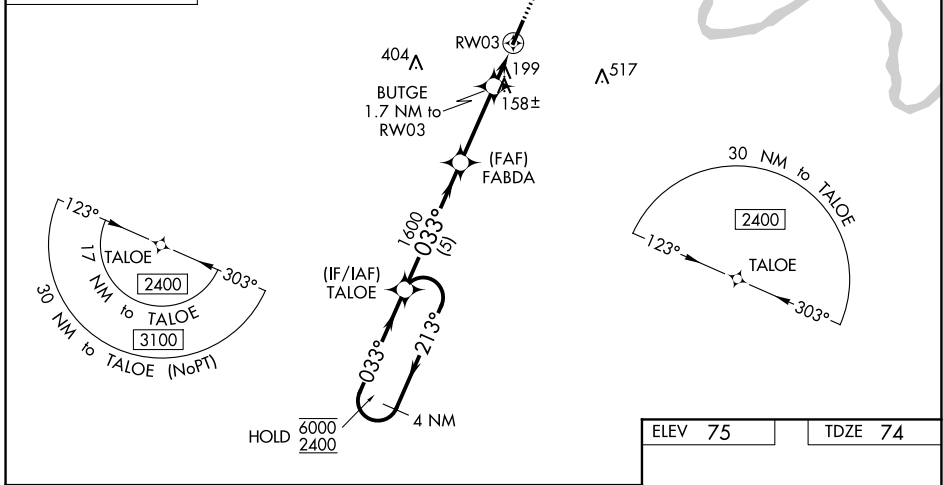 RW03
404
199
517
BUTGE
1.7 NM to
RW03
158±
(FAF)
FABDA
30 NM to TALOE
2400
123°
TALOE
303°
123°
TALOE
303°
2400
17 NM to TALOE
3100
30 NM to TALOE (NoPT)
1600
033°
(5)
(IF/IAF)
TALOE
033°
213°
4 NM
HOLD 6000
2400
ELEV 75
TDZE 74